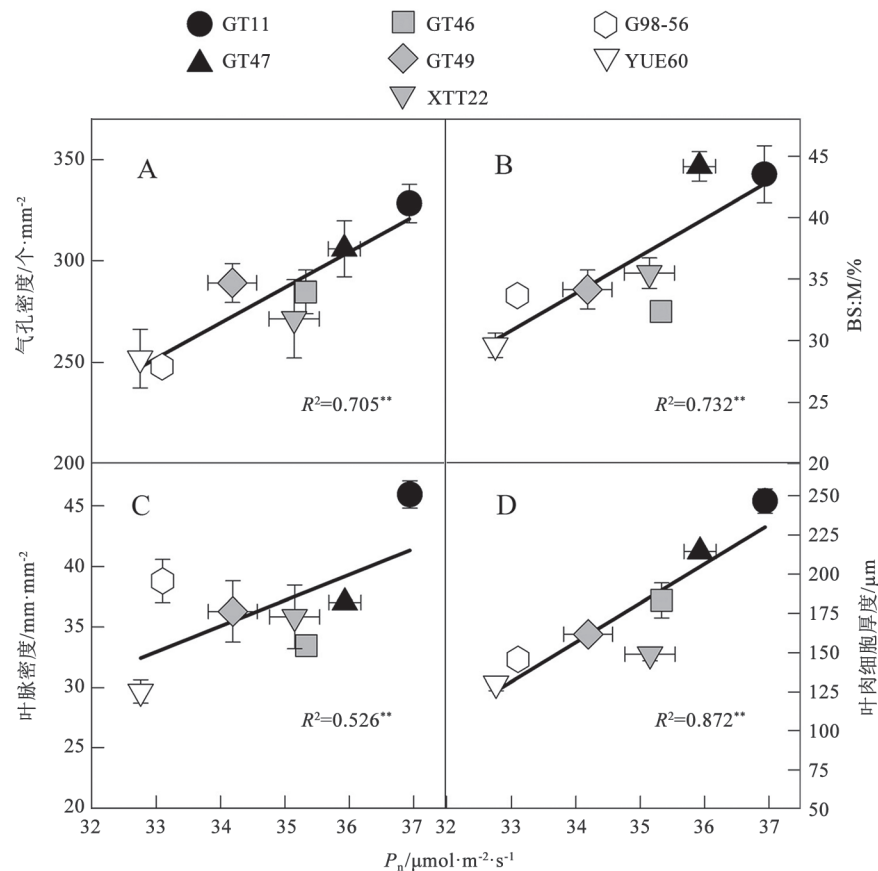 GT11 GT46 G98-56
GT47 GT49 YUE60
XTT22
A
B
气孔密度/个·mm⁻²
350
300
250
200
R²=0.705**
BS:M/%
45
40
35
30
25
20
R²=0.732**
C
D
叶脉密度/mm·mm⁻²
45
40
35
30
25
20
R²=0.526**
叶肉细胞厚度/μm
250
225
200
175
150
125
100
75
50
R²=0.872**
32 33 34 35 36 37 32 33 34 35 36 37
Pₙ/μmol·m⁻²·s⁻¹